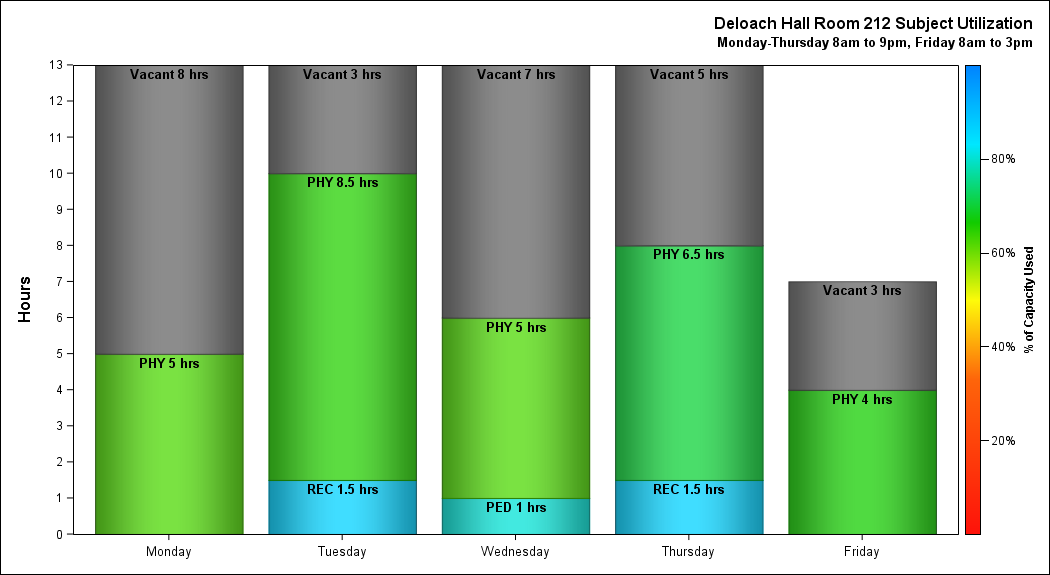 Deloach Hall Room 212 Subject Utilization
Monday-Thursday 8am to 9pm, Friday 8am to 3pm
Hours
13
12
11
10
9
8
7
6
5
4
3
2
1
0
Vacant 8 hrs
PHY 5 hrs
Vacant 3 hrs
PHY 8.5 hrs
REC 1.5 hrs
Vacant 7 hrs
PHY 5 hrs
PED 1 hrs
Vacant 5 hrs
PHY 6.5 hrs
REC 1.5 hrs
Vacant 3 hrs
PHY 4 hrs
Monday Tuesday Wednesday Thursday Friday
80%
60%
40%
20%
% of Capacity Used